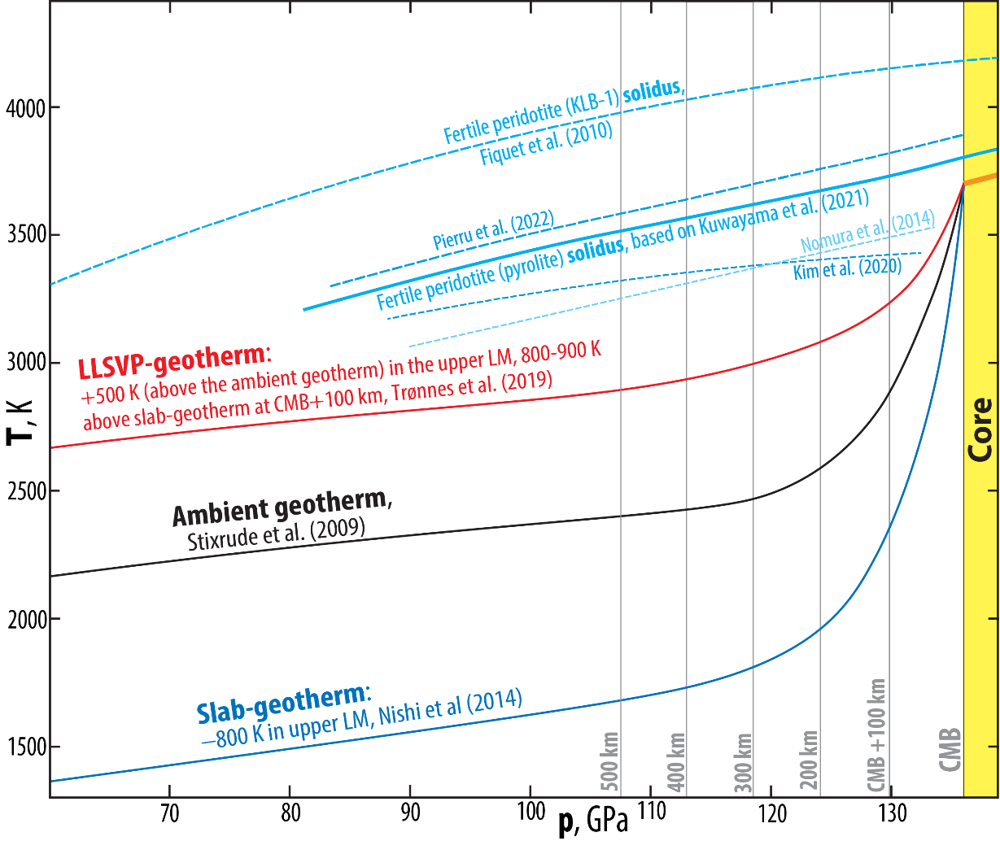 4000
3500
3000
2500
2000
1500
T, K
Fertile peridotite (KLB-1) solidus,
Fiquet et al. (2010)
Pierru et al. (2022)
Fertile peridotite (pyrolite) solidus, based on Kuwayama et al. (2021)
Nomura et al. (2014)
Kim et al. (2020)
LLSVP-geotherm:
+500 K (above the ambient geotherm) in the upper LM, 800-900 K
above slab-geotherm at CMB+100 km, Trønnes et al. (2019)
Ambient geotherm,
Stixrude et al. (2009)
Slab-geotherm:
–800 K in upper LM, Nishi et al (2014)
500 km
400 km
300 km
200 km
CMB +100 km
CMB
Core
70
80
90
100
110
120
130
p, GPa